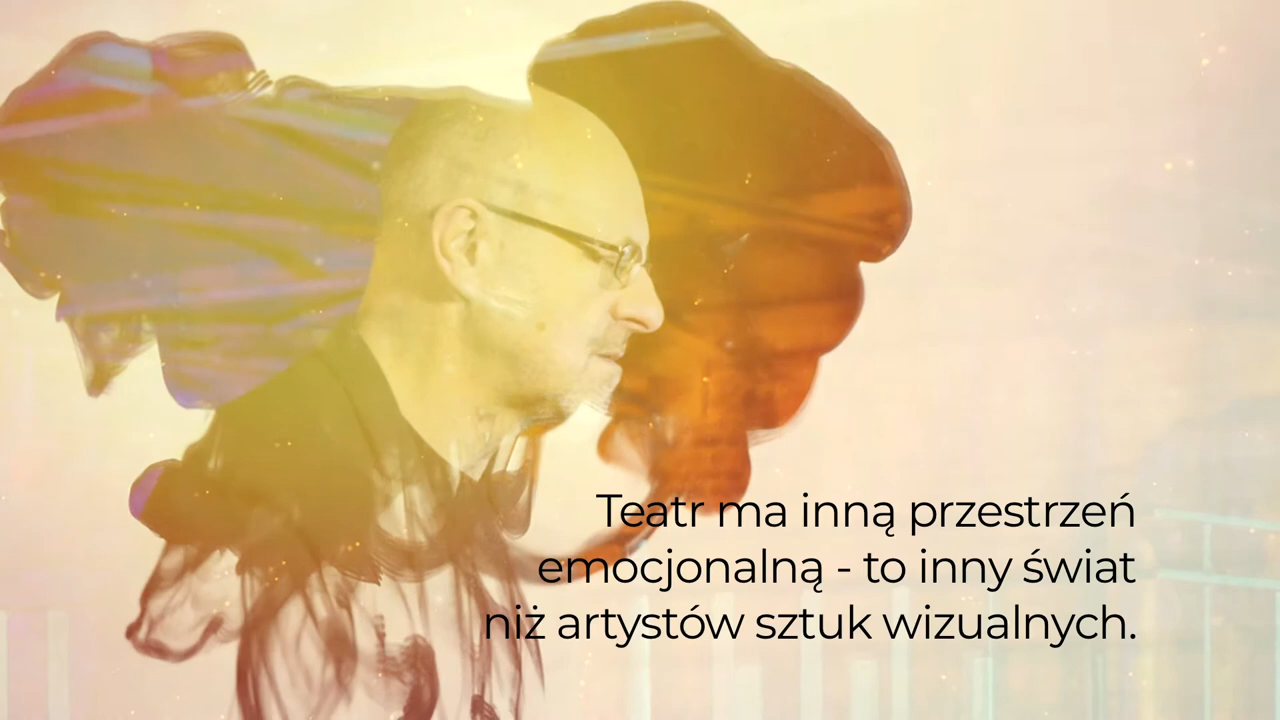 Teatr ma inną przestrzeń
emocjonalną - to inny świat
niż artystów sztuk wizualnych.